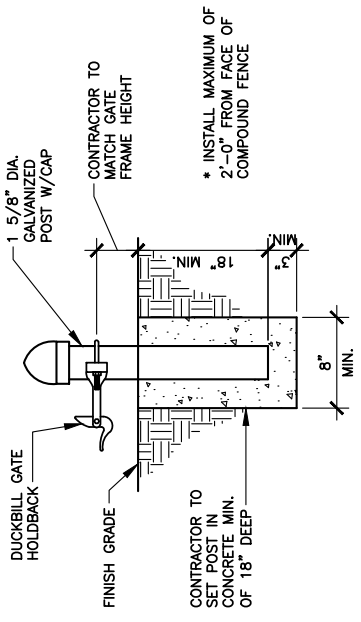 DUCKBILL GATE
HOLDBACK
1 5/8" DIA.
GALVANIZED
POST W/CAP
CONTRACTOR TO
MATCH GATE
FRAME HEIGHT
FINISH GRADE
* INSTALL MAXIMUM OF
2'-0" FROM FACE OF
COMPOUND FENCE
18" MIN.
3"
MIN.
CONTRACTOR TO
SET POST IN
CONCRETE MIN.
OF 18" DEEP
8"
MIN.